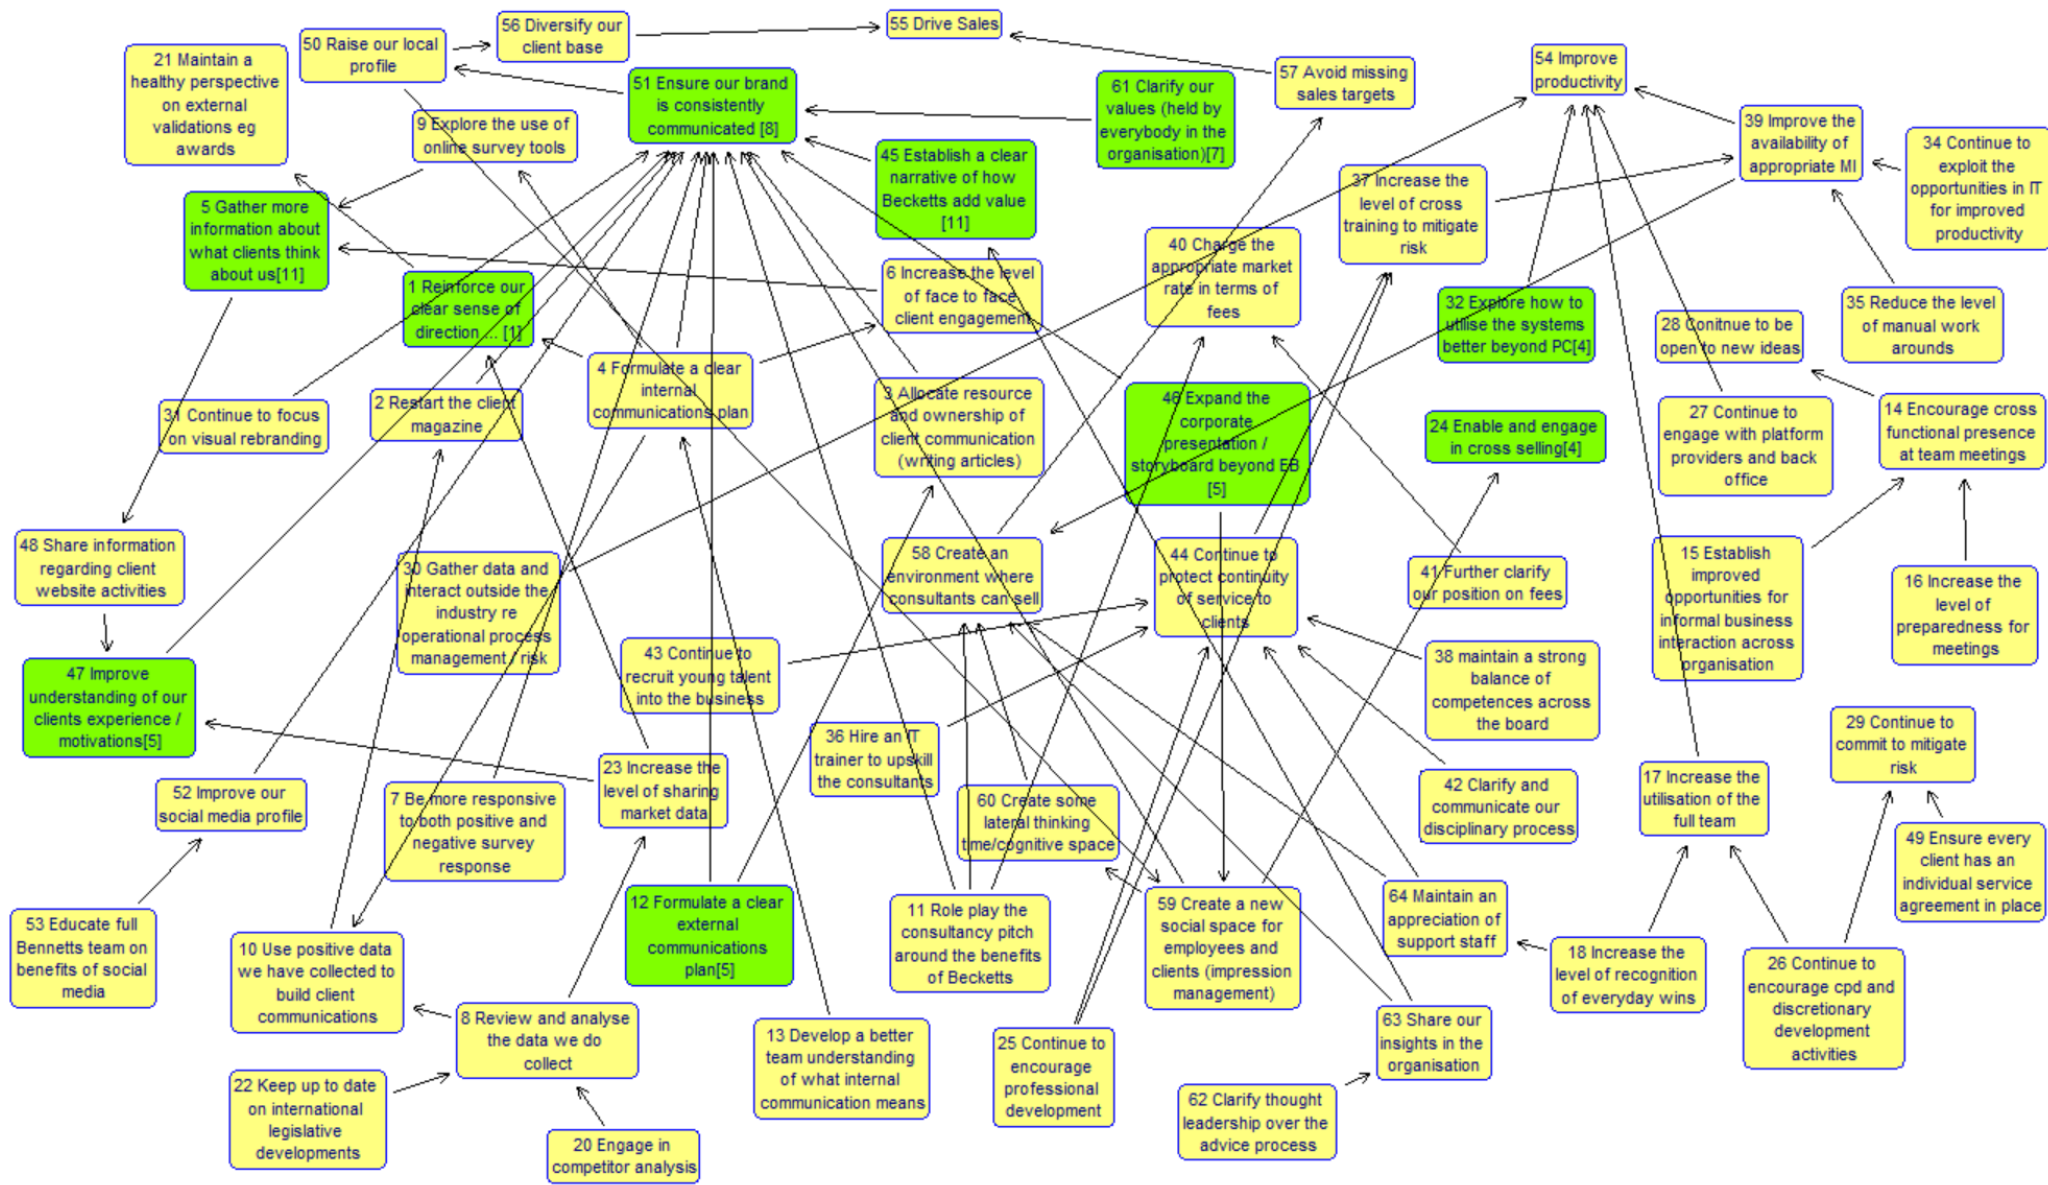 56 Diversify our
client base
55 Drive Sales
50 Raise our local
profile
21 Maintain a
healthy perspective
on external
validations eg
awards
51 Ensure our brand
is consistently
communicated [8]
61 Clarify our
values (held by
everybody in the
organisation)[7]
57 Avoid missing
sales targets
54 Improve
productivity
9 Explore the use of
online survey tools
45 Establish a clear
narrative of how
Becketts add value
[11]
39 Improve the
availability of
appropriate MI
34 Continue to
exploit the
opportunities in IT
for improved
productivity
37 Increase the
level of cross
training to mitigate
risk
5 Gather more
information about
what clients think
about us[11]
40 Charge the
appropriate market
rate in terms of
fees
6 Increase the level
of face to face
client engagement
1 Reinforce our
clear sense of
direction ... [1]
32 Explore how to
utilise the systems
better beyond PC[4]
35 Reduce the level
of manual work
arounds
28 Conitnue to be
open to new ideas
4 Formulate a clear
internal
communications plan
3 Allocate resource
and ownership of
client communication
(writing articles)
46 Expand the
corporate
presentation /
storyboard beyond EB
[5]
2 Restart the client
magazine
31 Continue to focus
on visual rebranding
24 Enable and engage
in cross selling[4]
27 Continue to
engage with platform
providers and back
office
14 Encourage cross
functional presence
at team meetings
48 Share information
regarding client
website activities
30 Gather data and
interact outside the
industry re
operational process
management / risk
58 Create an
environment where
consultants can sell
44 Continue to
protect continuity
of service to
clients
41 Further clarify
our position on fees
15 Establish
improved
opportunities for
informal business
interaction across
organisation
16 Increase the
level of
preparedness for
meetings
47 Improve
understanding of our
clients experience /
motivations[5]
43 Continue to
recruit young talent
into the business
38 maintain a strong
balance of
competences across
the board
36 Hire an IT
trainer to upskill
the consultants
29 Continue to
commit to mitigate
risk
23 Increase the
level of sharing
market data
52 Improve our
social media profile
7 Be more responsive
to both positive and
negative survey
response
60 Create some
lateral thinking
time/cognitive space
42 Clarify and
communicate our
disciplinary process
17 Increase the
utilisation of the
full team
49 Ensure every
client has an
individual service
agreement in place
53 Educate full
Bennetts team on
benefits of social
media
12 Formulate a clear
external
communications
plan[5]
11 Role play the
consultancy pitch
around the benefits
of Becketts
59 Create a new
social space for
employees and
clients (impression
management)
64 Maintain an
appreciation of
support staff
18 Increase the
level of recognition
of everyday wins
26 Continue to
encourage cpd and
discretionary
development
activities
10 Use positive data
we have collected to
build client
communications
8 Review and analyse
the data we do
collect
13 Develop a better
team understanding
of what internal
communication means
25 Continue to
encourage
professional
development
63 Share our
insights in the
organisation
22 Keep up to date
on international
legislative
developments
20 Engage in
competitor analysis
62 Clarify thought
leadership over the
advice process